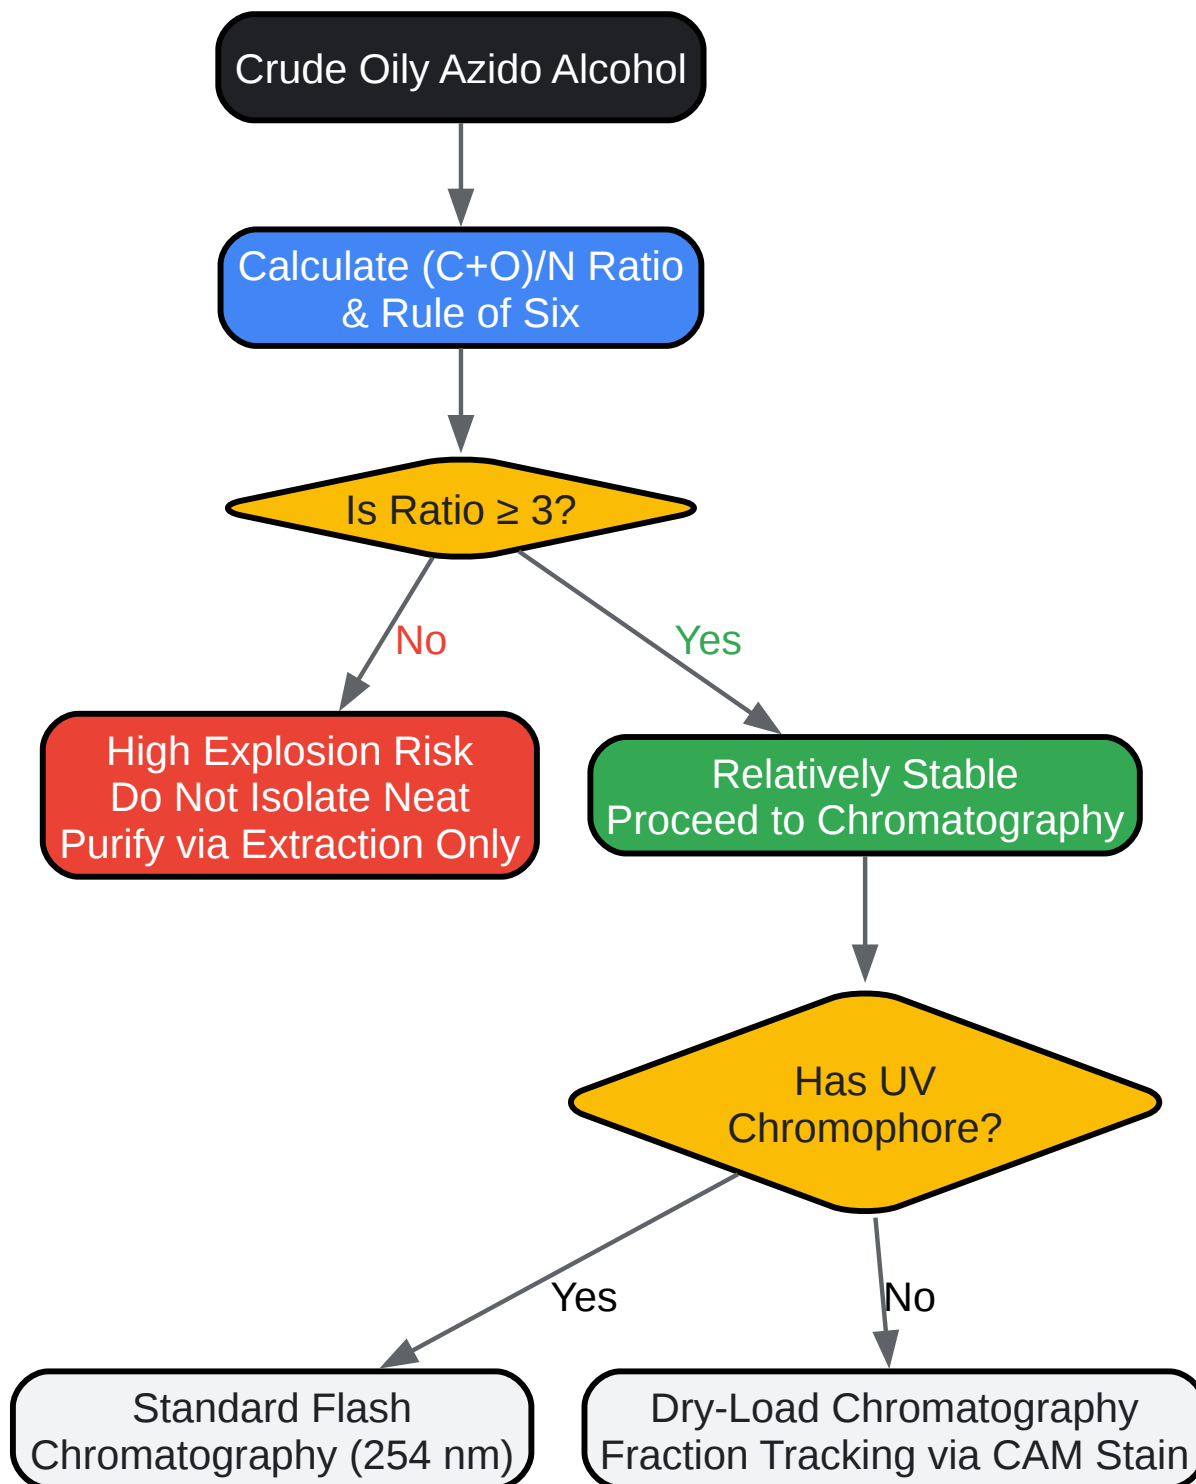 Crude Oily Azido Alcohol
Calculate (C+O)/N Ratio
& Rule of Six
Is Ratio ≥ 3?
No
Yes
High Explosion Risk
Do Not Isolate Neat
Purify via Extraction Only
Relatively Stable
Proceed to Chromatography
Has UV
Chromophore?
Yes
No
Standard Flash
Chromatography (254 nm)
Dry-Load Chromatography
Fraction Tracking via CAM Stain